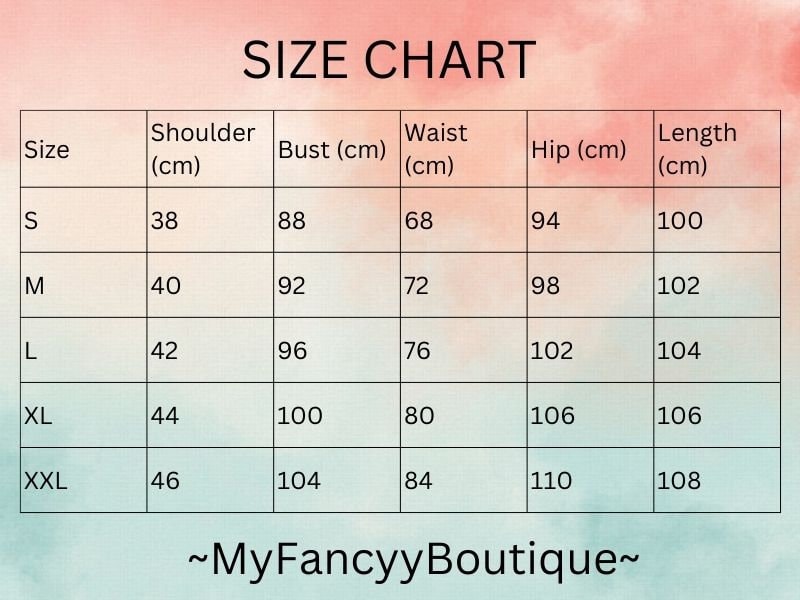 SIZE CHART
Size Shoulder (cm) Bust (cm) Waist (cm) Hip (cm) Length (cm)
S 38 88 68 94 100
M 40 92 72 98 102
L 42 96 76 102 104
XL 44 100 80 106 106
XXL 46 104 84 110 108
~MyFancyyBoutique~